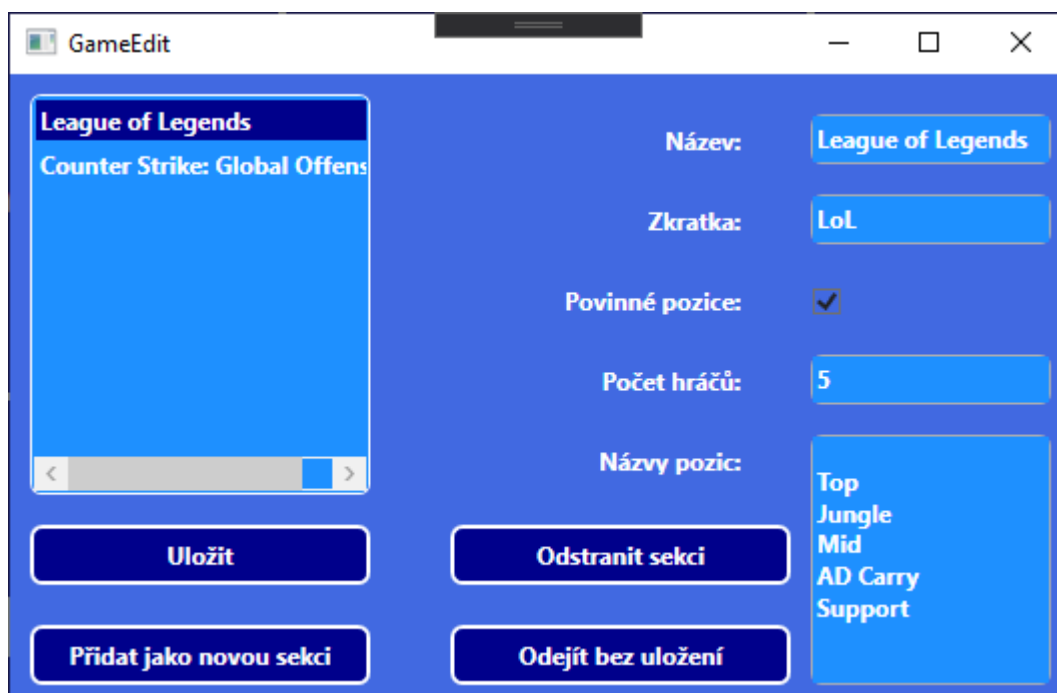 GameEdit
League of Legends
Counter Strike: Global Offens
Název:
League of Legends
Zkratka:
LoL
Povinné pozice:
Počet hráčů:
5
Názvy pozic:
Top
Jungle
Mid
AD Carry
Support
Uložit
Odstranit sekci
Přidat jako novou sekci
Odejít bez uložení